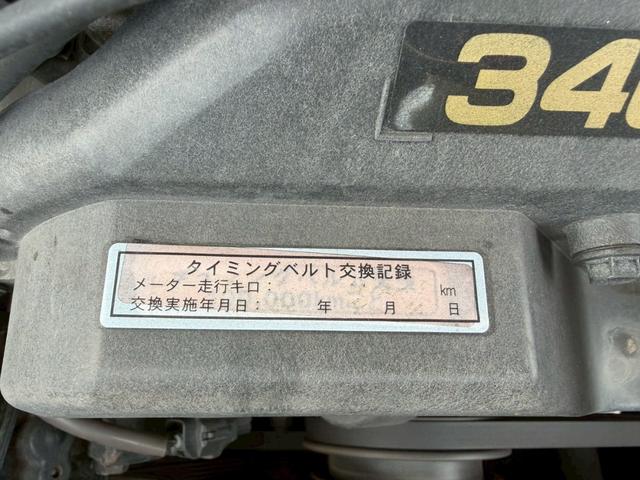 340
タイミングベルト交換記録
メーター走行キロ： km
交換実施年月日： 年 月 日